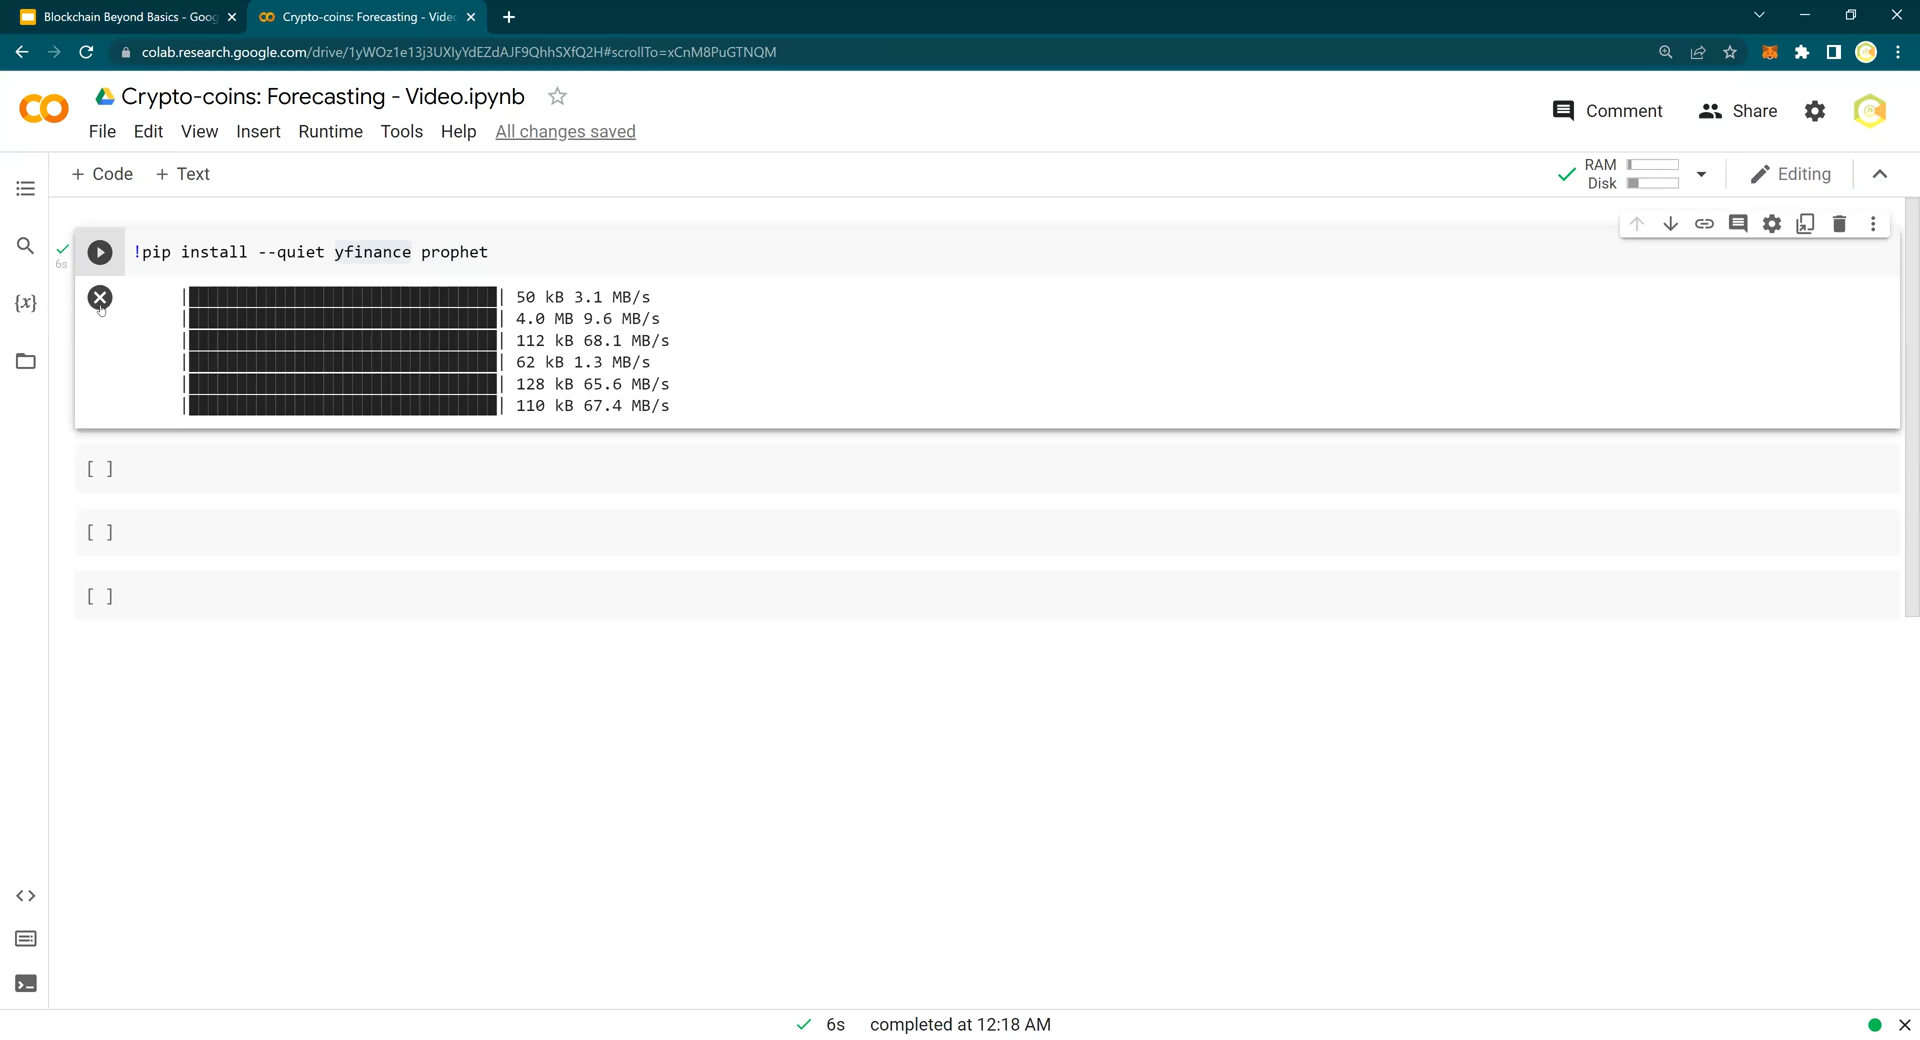 Blockchain Beyond Basics - Goog
Crypto-coins: Forecasting - Video
colab.research.google.com/drive/1yWOz1e13j3UXIyYdEZdAJF9QhhSXfQ2H#scrollTo=xCnM8PuGTNQM
Crypto-coins: Forecasting - Video.ipynb
Comment
Share
File Edit View Insert Runtime Tools Help All changes saved
+ Code + Text
RAM
Disk
Editing
!pip install --quiet yfinance prophet
6s
{x}
| 50 kB 3.1 MB/s
| 4.0 MB 9.6 MB/s
| 112 kB 68.1 MB/s
| 62 kB 1.3 MB/s
| 128 kB 65.6 MB/s
| 110 kB 67.4 MB/s
[ ]
[ ]
[ ]
6s completed at 12:18 AM